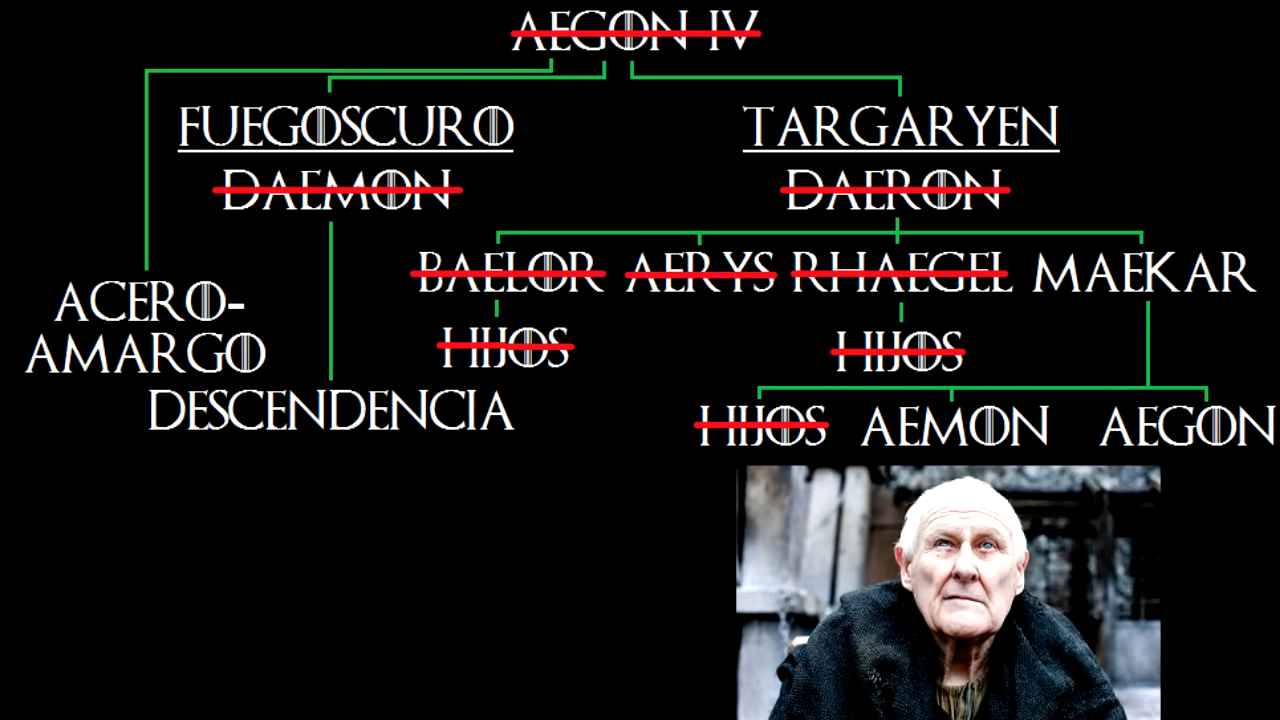 AEGON IV
FUEGOSCURO
TARGARYEN
DAEMON
DAERON
BAELOR AERYS RHAEGEL MAEKAR
ACERO-
AMARGO
HIJOS
HIJOS
DESCENDENCIA
HIJOS AEMON AEGON